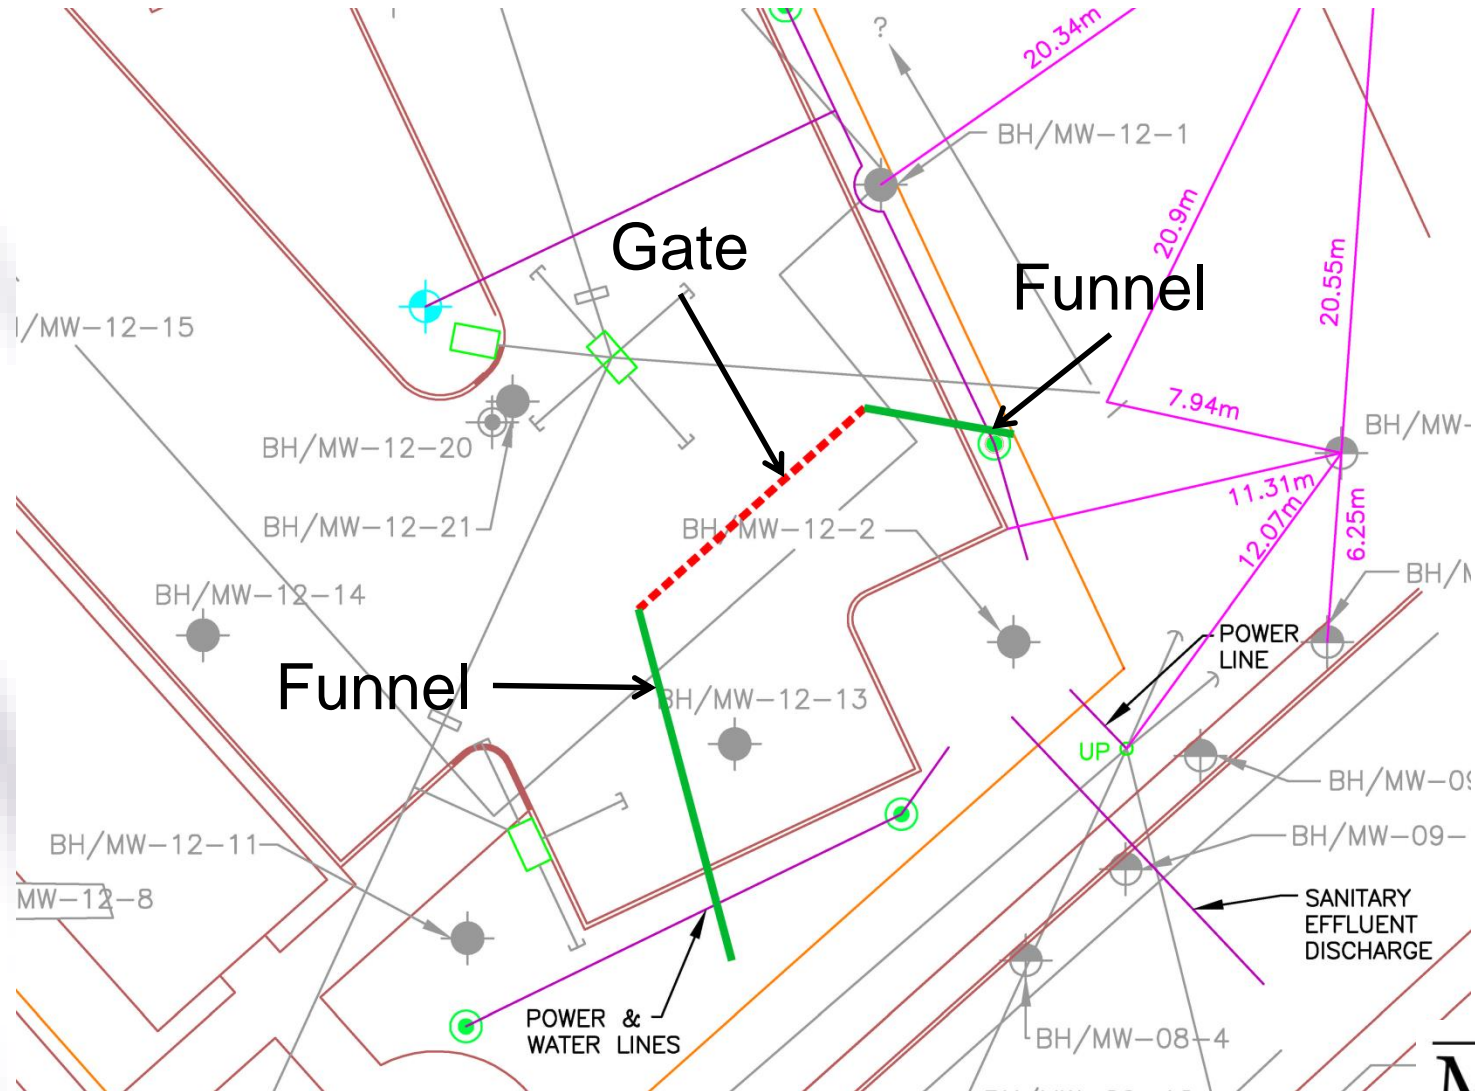 ?
20.34m
BH/MW-12-1
20.9m
Gate
Funnel
20.55m
/MW-12-15
7.94m
BH/MW-
BH/MW-12-20
11.31m
12.07m
6.25m
BH/MW-12-21
BH/MW-12-2
BH/MW-12-14
POWER
LINE
Funnel
BH/MW-12-13
UP
BH/MW-09
BH/MW-09-
BH/MW-12-11
MW-12-8
SANITARY
EFFLUENT
DISCHARGE
POWER &
WATER LINES
BH/MW-08-4